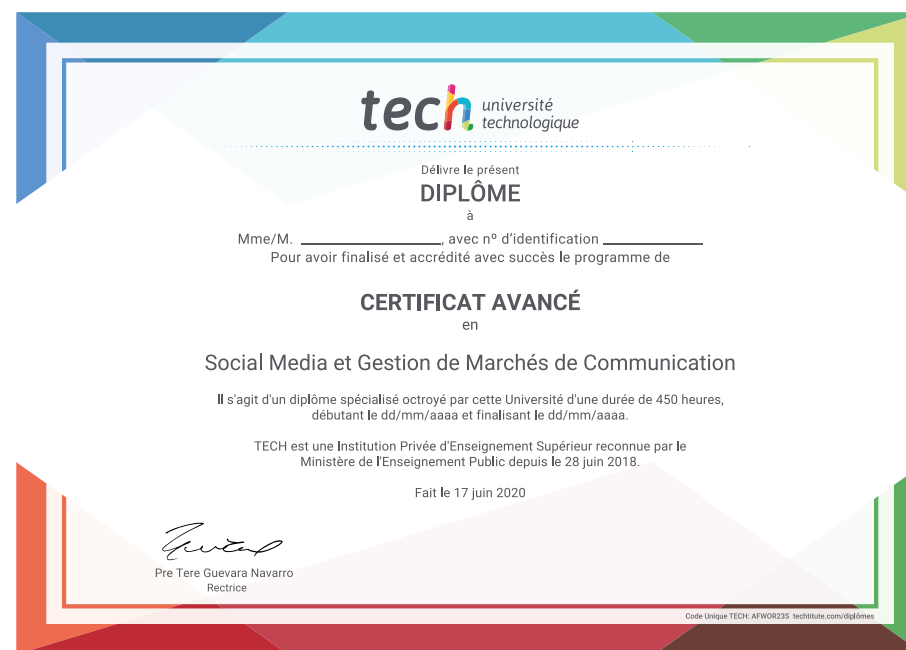 tech université
technologique
Délivre le présent
DIPLÔME
à
Mme/M. ____________________, avec nº d'identification ______________
Pour avoir finalisé et accrédité avec succès le programme de
CERTIFICAT AVANCÉ
en
Social Media et Gestion de Marchés de Communication
Il s'agit d'un diplôme spécialisé octroyé par cette Université d'une durée de 450 heures,
débutant le dd/mm/aaaa et finalisant le dd/mm/aaaa.
TECH est une Institution Privée d'Enseignement Supérieur reconnue par le
Ministère de l'Enseignement Public depuis le 28 juin 2018.
Fait le 17 juin 2020
Pre Tere Guevara Navarro
Rectrice
Code Unique TECH: AFWOR23S techtitute.com/diplômes